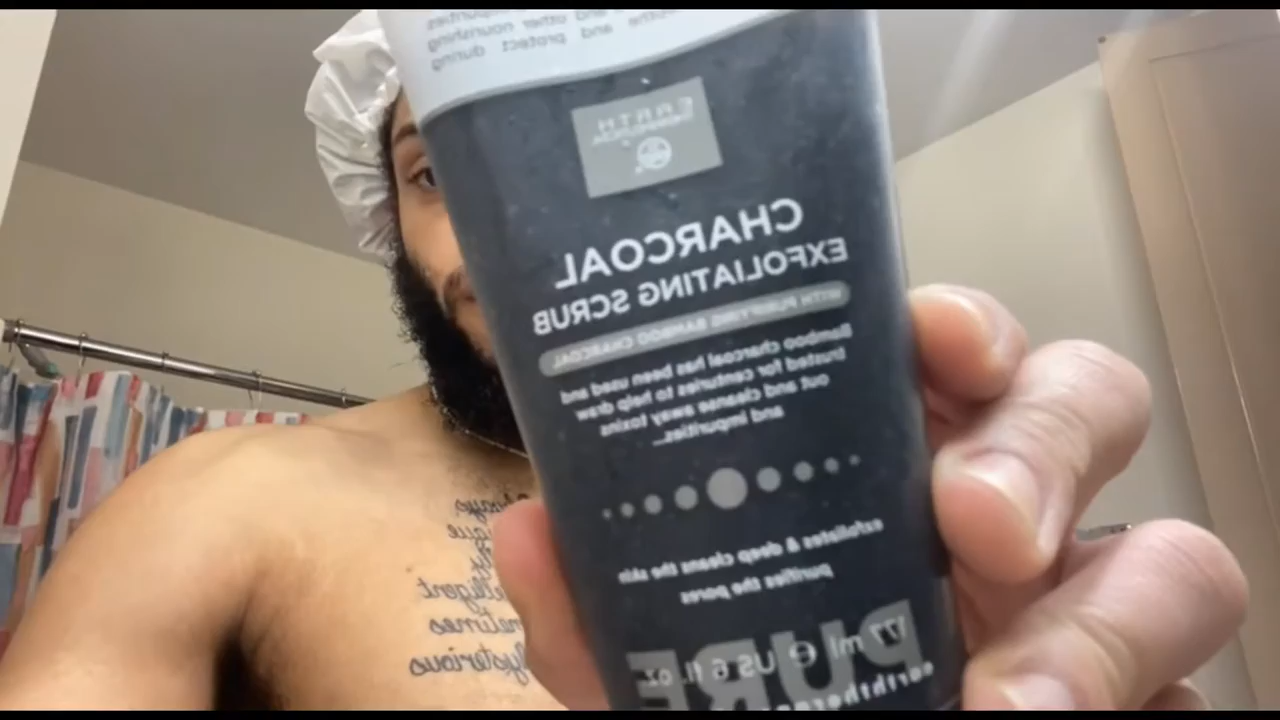 and other nourishing
and protect during
EARTH
THERAPEUTICS
CHARCOAL
EXFOLIATING SCRUB
WITH PURIFYING BAMBOO CHARCOAL
Bamboo charcoal has been used and
trusted for centuries to help draw
out and cleanse away toxins
and impurities...
exfoliates & deep cleans the skin
purifies the pores
PURE
177 ml e US 6 fl. oz.
Mysterious